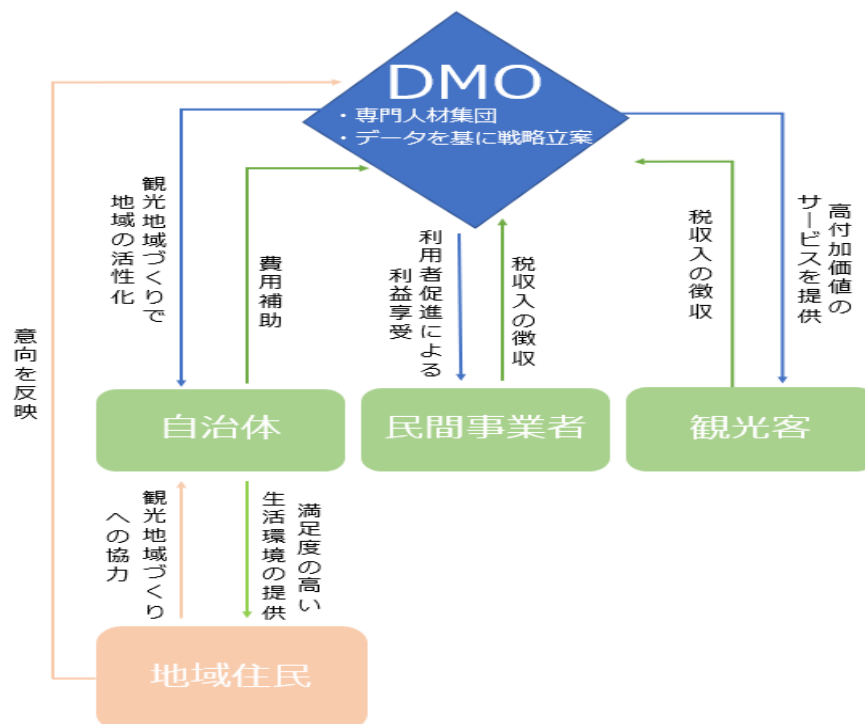 DMO
・専門人材集団
・データを基に戦略立案
観光地域づくりで
地域の活性化
費用補助
利用者促進による
利益享受
税収入の徴収
税収入の徴収
高付加価値の
サービスを提供
意向を反映
自治体
民間事業者
観光客
観光地域づくり
への協力
満足度の高い
生活環境の提供
地域住民